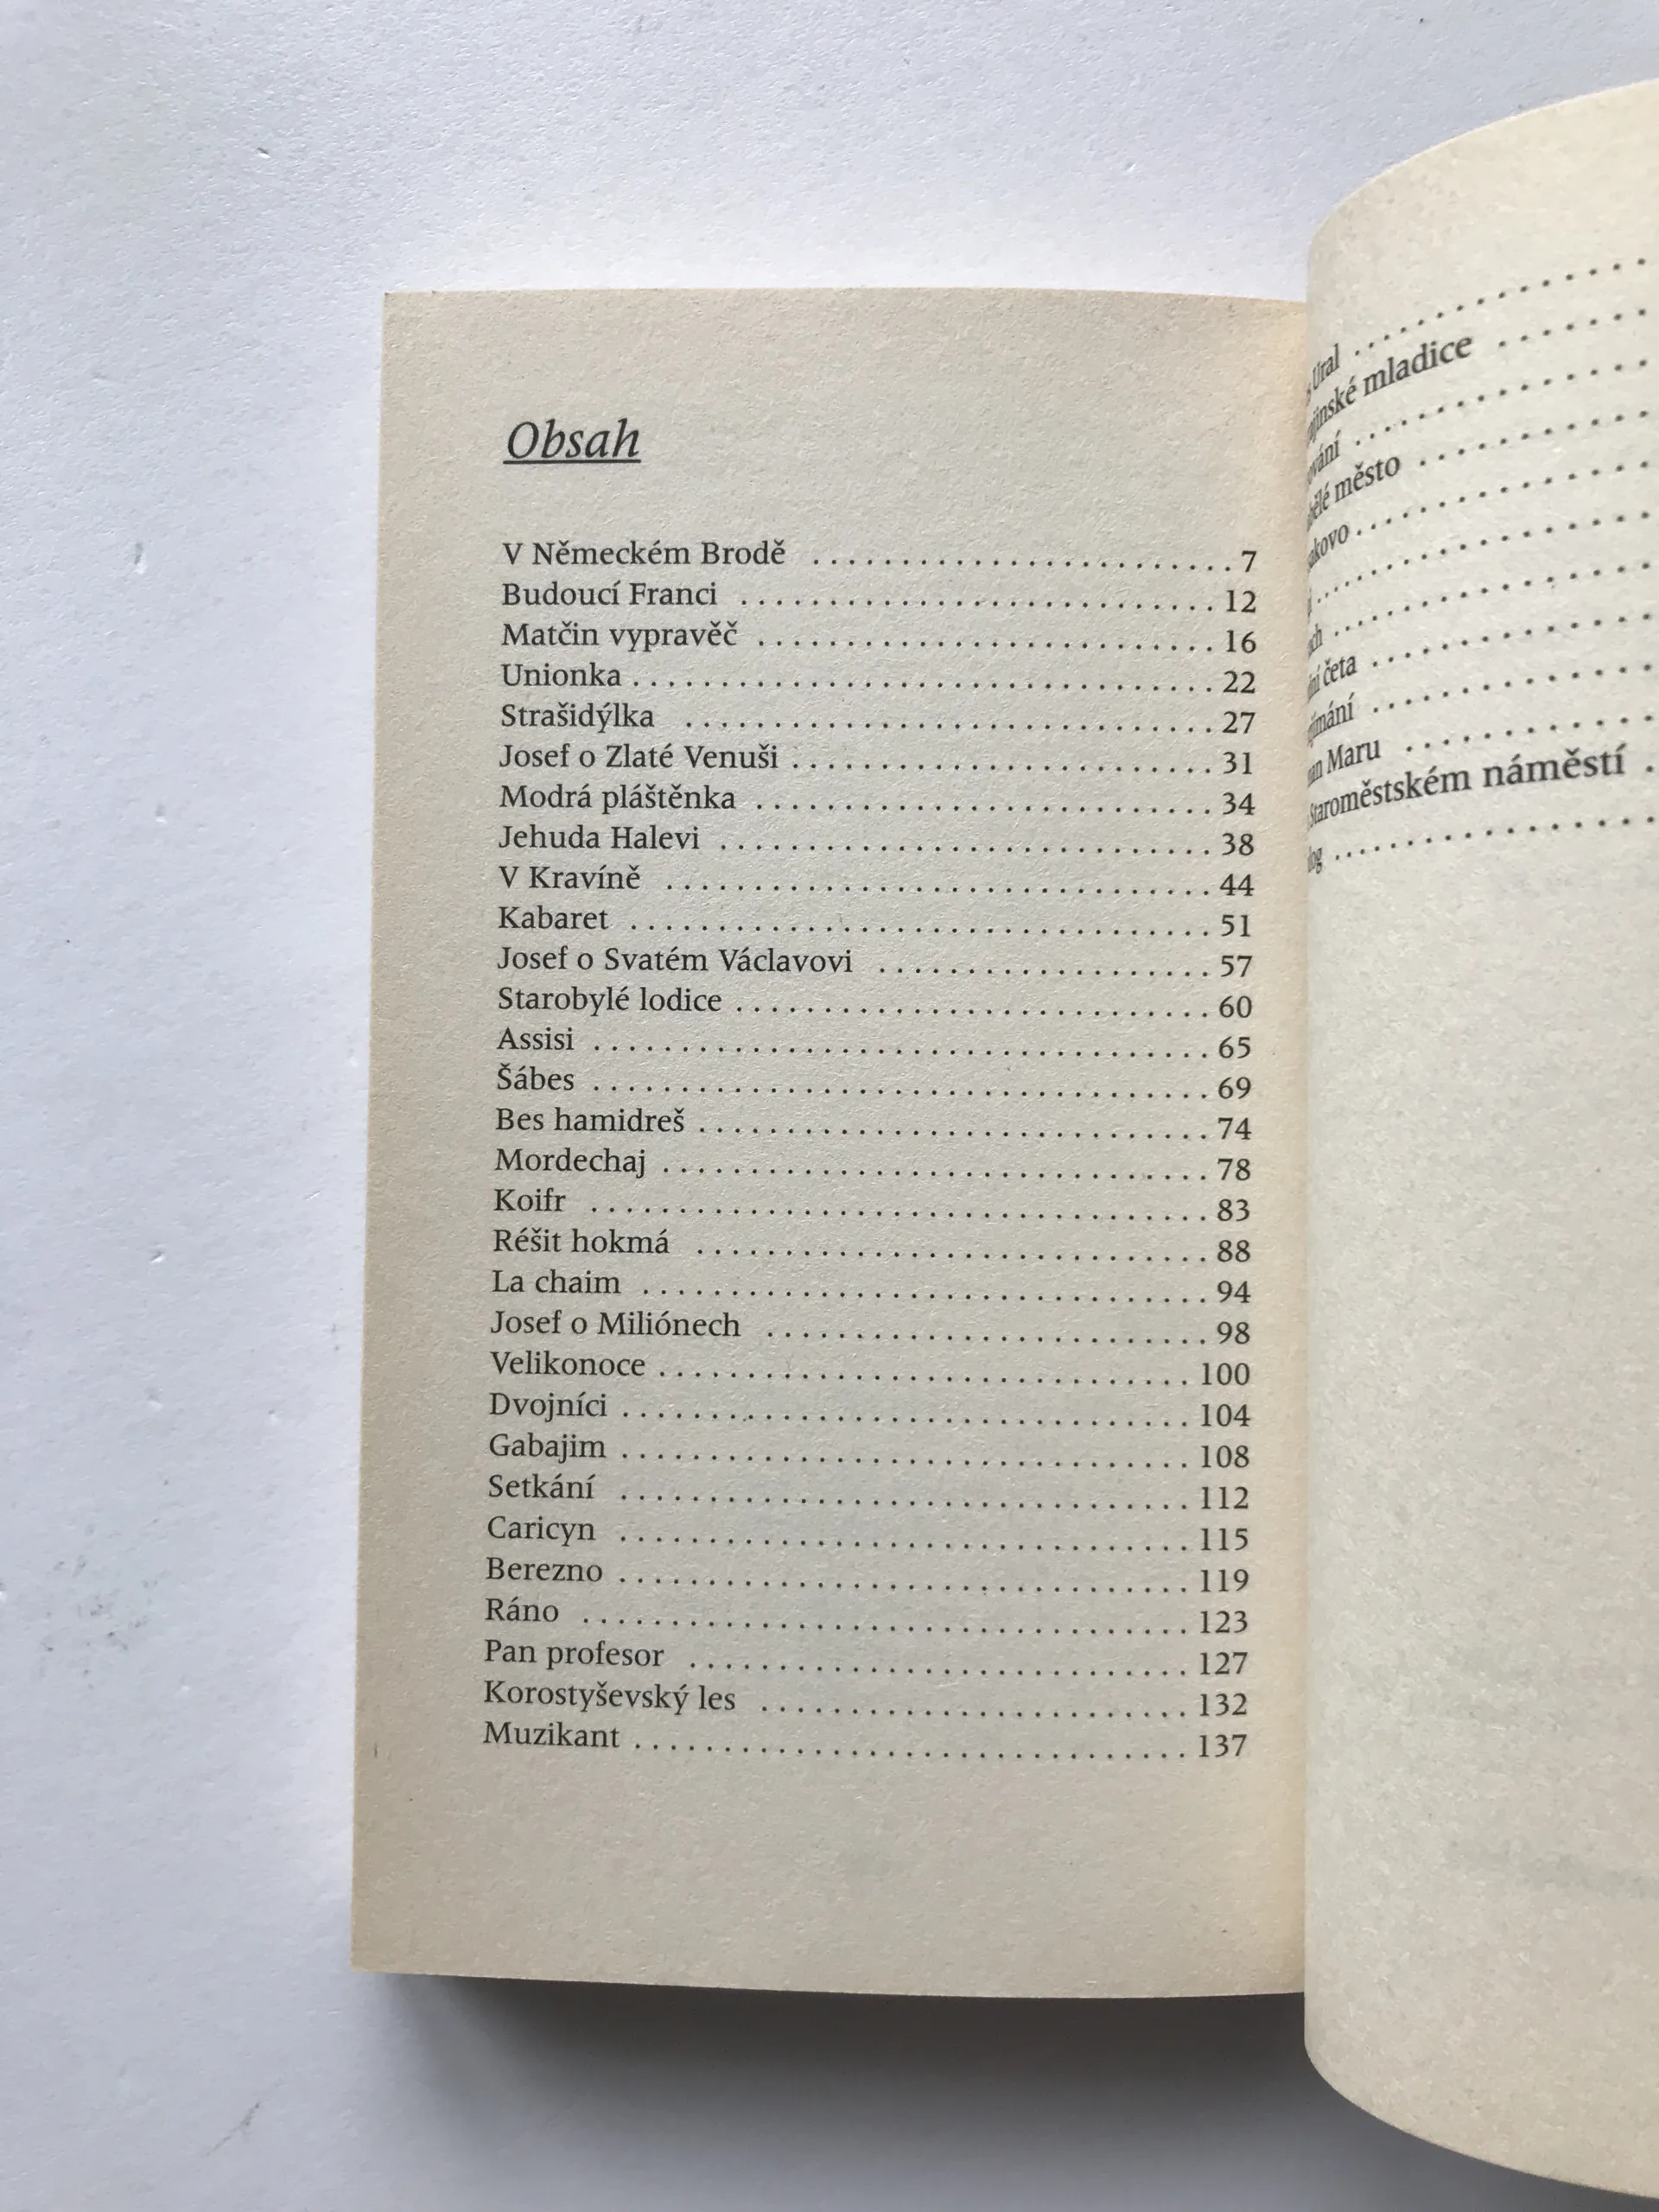 Obsah
V Německém Brodě . . . . . . . . . . . . . . . . . . . . . . . . 7
Budoucí Franci . . . . . . . . . . . . . . . . . . . . . . . . . . . 12
Matčin vypravěč . . . . . . . . . . . . . . . . . . . . . . . . . . 16
Unionka . . . . . . . . . . . . . . . . . . . . . . . . . . . . . . . . . 22
Strašidýlka . . . . . . . . . . . . . . . . . . . . . . . . . . . . . . 27
Josef o Zlaté Venuši . . . . . . . . . . . . . . . . . . . . . . . . 31
Modrá pláštěnka . . . . . . . . . . . . . . . . . . . . . . . . . . 34
Jehuda Halevi . . . . . . . . . . . . . . . . . . . . . . . . . . . . 38
V Kravíně . . . . . . . . . . . . . . . . . . . . . . . . . . . . . . . 44
Kabaret . . . . . . . . . . . . . . . . . . . . . . . . . . . . . . . . . 51
Josef o Svatém Václavovi . . . . . . . . . . . . . . . . . . . 57
Starobylé lodice . . . . . . . . . . . . . . . . . . . . . . . . . . . 60
Assisi . . . . . . . . . . . . . . . . . . . . . . . . . . . . . . . . . . . 65
Šábes . . . . . . . . . . . . . . . . . . . . . . . . . . . . . . . . . . . 69
Bes hamidreš . . . . . . . . . . . . . . . . . . . . . . . . . . . . . 74
Mordechaj . . . . . . . . . . . . . . . . . . . . . . . . . . . . . . . 78
Koifr . . . . . . . . . . . . . . . . . . . . . . . . . . . . . . . . . . . 83
Réšit hokmá . . . . . . . . . . . . . . . . . . . . . . . . . . . . . 88
La chaim . . . . . . . . . . . . . . . . . . . . . . . . . . . . . . . . 94
Josef o Miliónech . . . . . . . . . . . . . . . . . . . . . . . . . 98
Velikonoce . . . . . . . . . . . . . . . . . . . . . . . . . . . . . . 100
Dvojníci . . . . . . . . . . . . . . . . . . . . . . . . . . . . . . . . 104
Gabajim . . . . . . . . . . . . . . . . . . . . . . . . . . . . . . . . 108
Setkání . . . . . . . . . . . . . . . . . . . . . . . . . . . . . . . . 112
Caricyn . . . . . . . . . . . . . . . . . . . . . . . . . . . . . . . . 115
Berezno . . . . . . . . . . . . . . . . . . . . . . . . . . . . . . . . 119
Ráno . . . . . . . . . . . . . . . . . . . . . . . . . . . . . . . . . . 123
Pan profesor . . . . . . . . . . . . . . . . . . . . . . . . . . . . 127
Korostyševský les . . . . . . . . . . . . . . . . . . . . . . . . 132
Muzikant . . . . . . . . . . . . . . . . . . . . . . . . . . . . . . . 137
Ural . . . . . . . . . . . . . .
mladice . . . . . . .
město . . . . . . . . . .
četa . . . . . . . . . . . .
Maru . . . . . . . . . . .
Staroměstském náměstí .